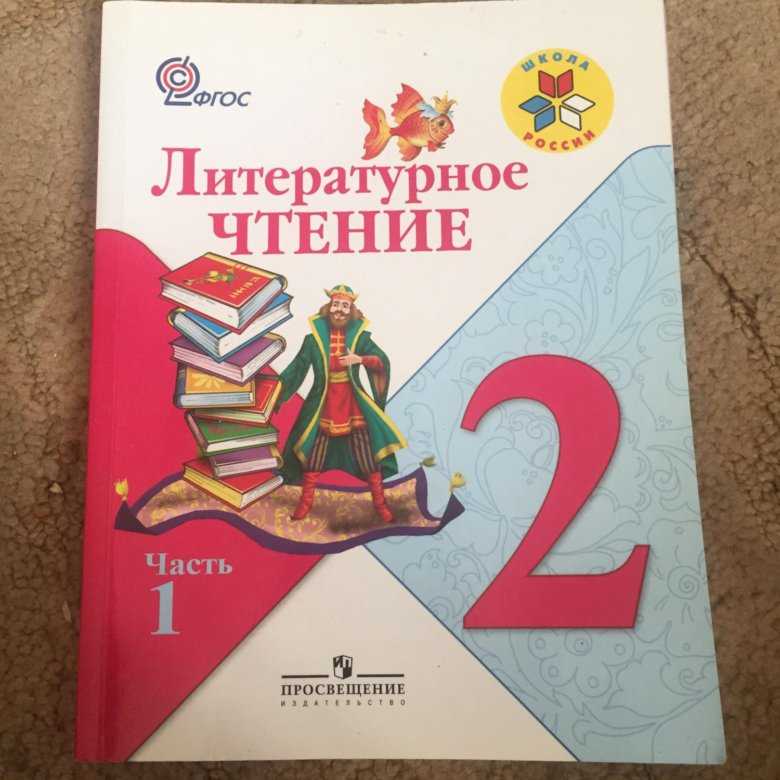 ФГОС
ШКОЛА
РОССИИ
Литературное
ЧТЕНИЕ
2
Часть
1
ПРОСВЕЩЕНИЕ
ИЗДАТЕЛЬСТВО